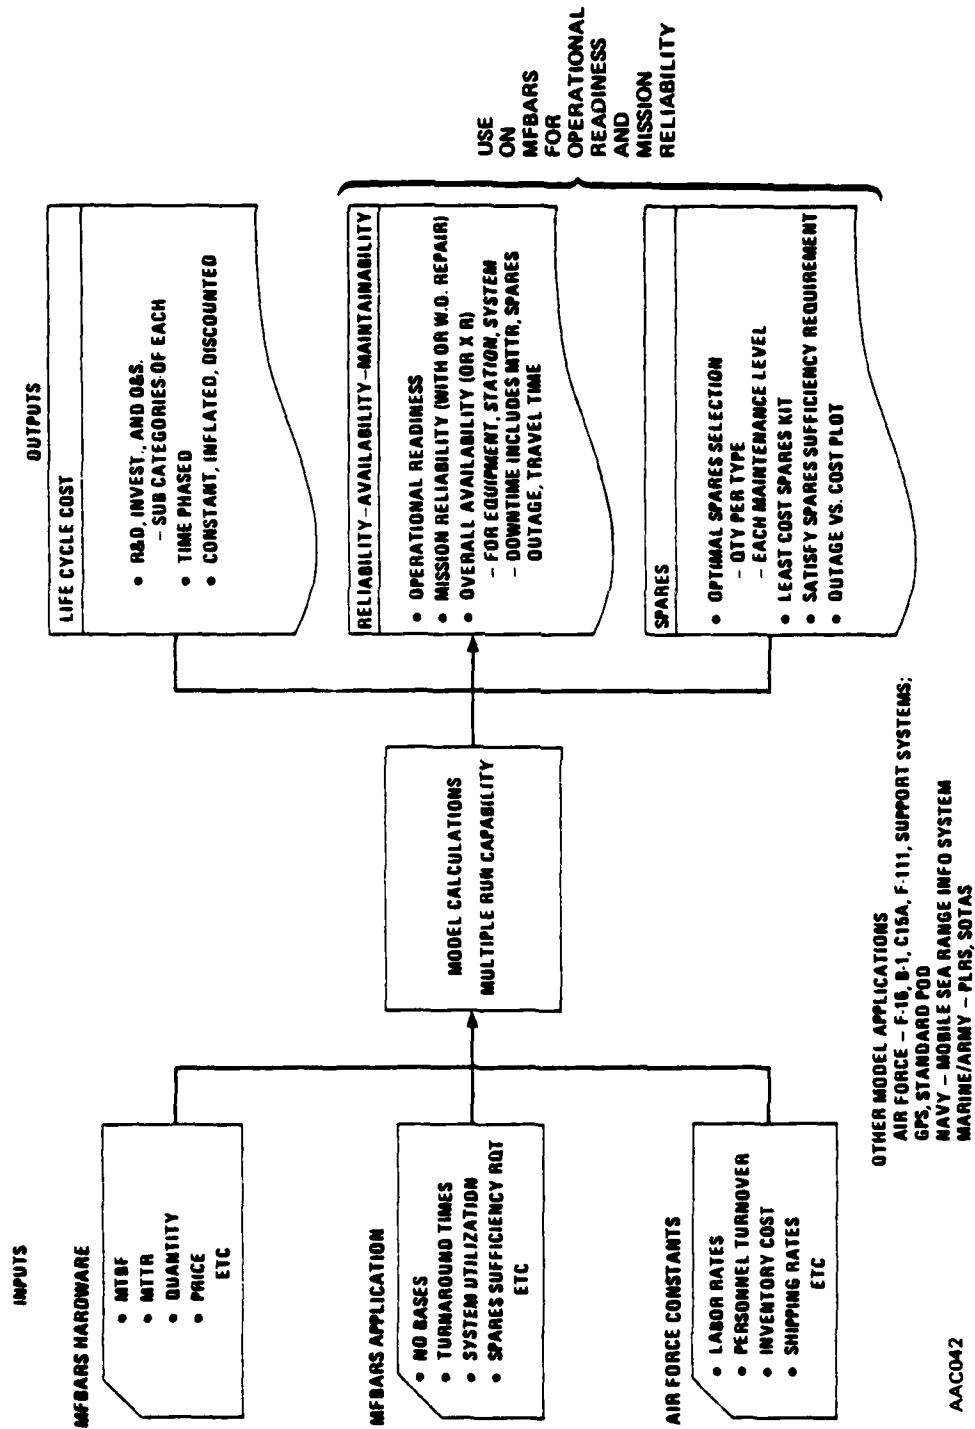 INPUTS
MFBARS HARDWARE
• MTBF
• MTTR
• QUANTITY
• PRICE
ETC
MFBARS APPLICATION
• NO BASES
• TURNAROUND TIMES
• SYSTEM UTILIZATION
• SPARES SUFFICIENCY RQT
ETC
AIR FORCE CONSTANTS
• LABOR RATES
• PERSONNEL TURNOVER
• INVENTORY COST
• SHIPPING RATES
ETC
MODEL CALCULATIONS
MULTIPLE RUN CAPABILITY
OUTPUTS
LIFE CYCLE COST
• R&D, INVEST., AND O&S.
– SUB CATEGORIES OF EACH
• TIME PHASED
• CONSTANT, INFLATED, DISCOUNTED
RELIABILITY–AVAILABILITY–MAINTAINABILITY
• OPERATIONAL READINESS
• MISSION RELIABILITY (WITH OR W.O. REPAIR)
• OVERALL AVAILABILITY (OR X R)
– FOR EQUIPMENT, STATION, SYSTEM
– DOWNTIME INCLUDES MTTR, SPARES
OUTAGE, TRAVEL TIME
SPARES
• OPTIMAL SPARES SELECTION
– QTY PER TYPE
– EACH MAINTENANCE LEVEL
• LEAST COST SPARES KIT
• SATISFY SPARES SUFFICIENCY REQUIREMENT
• OUTAGE VS. COST PLOT
USE
ON
MFBARS
FOR
OPERATIONAL
READINESS
AND
MISSION
RELIABILITY
OTHER MODEL APPLICATIONS
AIR FORCE – F-16, B-1, C15A, F-111, SUPPORT SYSTEMS;
GPS, STANDARD POD
NAVY – MOBILE SEA RANGE INFO SYSTEM
MARINE/ARMY – PLRS, SOTAS
AAC042